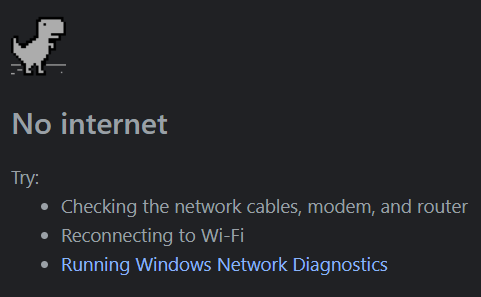 No internet
Try:
• Checking the network cables, modem, and router
• Reconnecting to Wi-Fi
• Running Windows Network Diagnostics